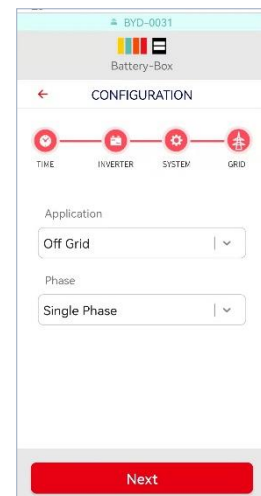 BYD-0031
Battery-Box
CONFIGURATION
TIME INVERTER SYSTEM GRID
Application
Off Grid
Phase
Single Phase
Next